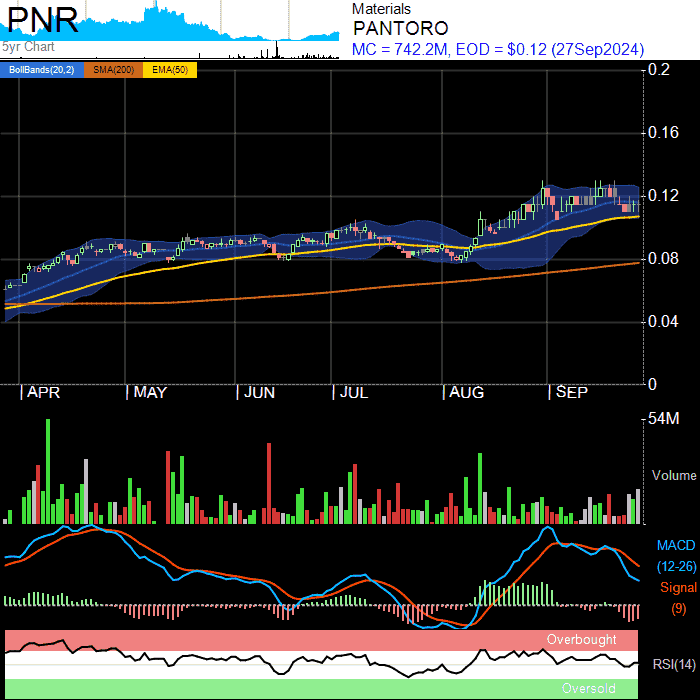 PNR
5yr Chart
Materials
PANTORO
MC = 742.2M, EOD = $0.12 (27Sep2024)
BollBands(20,2) SMA(200) EMA(50)
0.2
0.16
0.12
0.08
0.04
0
| APR | MAY | JUN | JUL | AUG | SEP
54M
Volume
MACD
(12-26)
Signal
(9)
Overbought
RSI(14)
Oversold